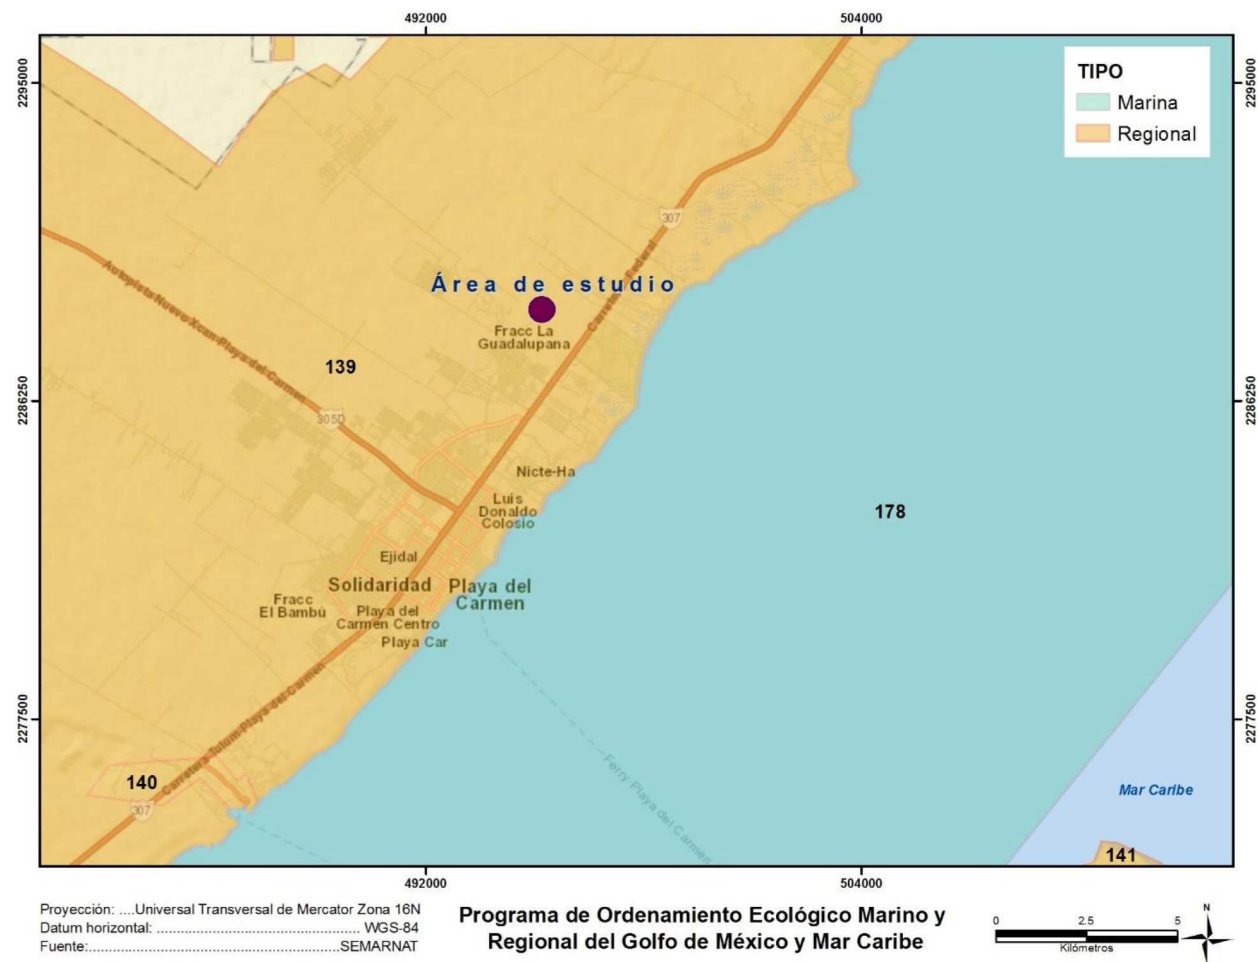 492000
504000
2295000
2295000
TIPO
Marina
Regional
307
Carretera Federal
Área de estudio
Fracc La
Guadalupana
Autopista Nuevo Xcan-Playa del Carmen
139
2286250
2286250
305D
Nicte-Ha
Luis
Donaldo
Colosio
178
Ejidal
Solidaridad
Playa del
Carmen
Fracc
El Bambú
Playa del
Carmen Centro
Playa Car
2277500
2277500
Carretera Tulum-Playa del Carmen
140
307
Ferry-Playa del Carmen
Mar Caribe
141
492000
504000
Proyección: ....Universal Transversal de Mercator Zona 16N
Datum horizontal: ...................................... WGS-84
Fuente:..............................................SEMARNAT
Programa de Ordenamiento Ecológico Marino y
Regional del Golfo de México y Mar Caribe
0 2.5 5
Kilómetros
N